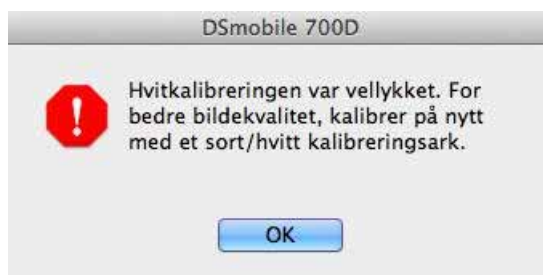 DSmobile 700D
Hvitkalibreringen var vellykket. For
bedre bildekvalitet, kalibrer på nytt
med et sort/hvitt kalibreringsark.
OK